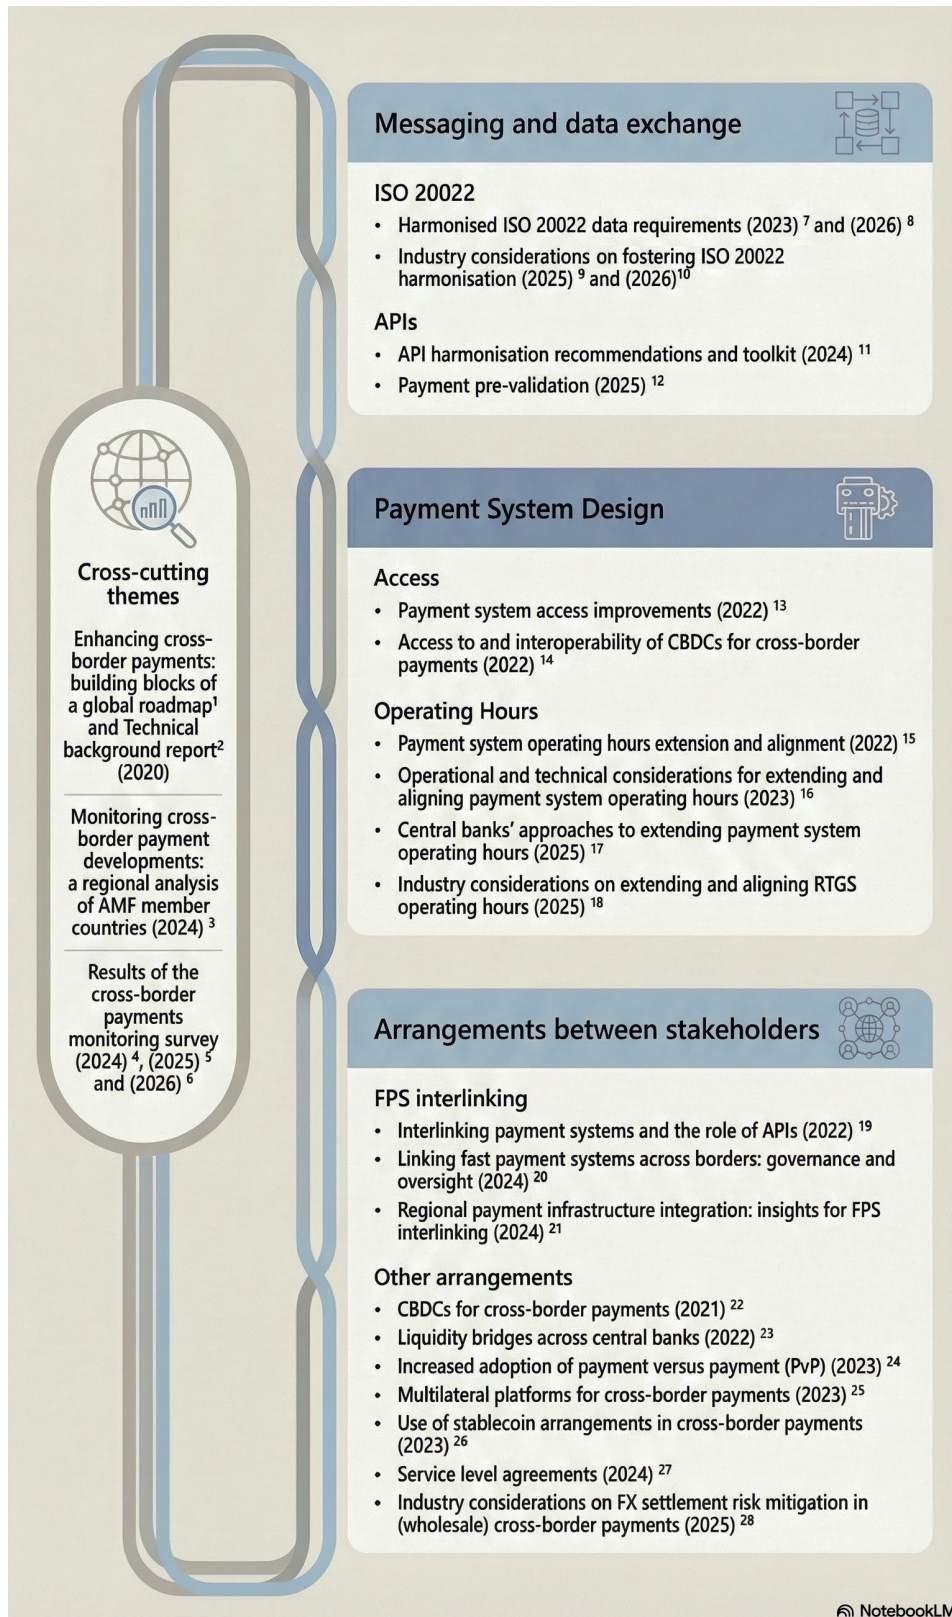 Messaging and data exchange
ISO 20022
• Harmonised ISO 20022 data requirements (2023) 7 and (2026) 8
• Industry considerations on fostering ISO 20022
harmonisation (2025) 9 and (2026)10
APIs
• API harmonisation recommendations and toolkit (2024) 11
• Payment pre-validation (2025) 12
Cross-cutting
themes
Enhancing cross-
border payments:
building blocks of
a global roadmap1
and Technical
background report2
(2020)
Monitoring cross-
border payment
developments:
a regional analysis
of AMF member
countries (2024) 3
Results of the
cross-border
payments
monitoring survey
(2024) 4, (2025) 5
and (2026) 6
Payment System Design
Access
• Payment system access improvements (2022) 13
• Access to and interoperability of CBDCs for cross-border
payments (2022) 14
Operating Hours
• Payment system operating hours extension and alignment (2022) 15
• Operational and technical considerations for extending and
aligning payment system operating hours (2023) 16
• Central banks' approaches to extending payment system
operating hours (2025) 17
• Industry considerations on extending and aligning RTGS
operating hours (2025) 18
Arrangements between stakeholders
FPS interlinking
• Interlinking payment systems and the role of APIs (2022) 19
• Linking fast payment systems across borders: governance and
oversight (2024) 20
• Regional payment infrastructure integration: insights for FPS
interlinking (2024) 21
Other arrangements
• CBDCs for cross-border payments (2021) 22
• Liquidity bridges across central banks (2022) 23
• Increased adoption of payment versus payment (PvP) (2023) 24
• Multilateral platforms for cross-border payments (2023) 25
• Use of stablecoin arrangements in cross-border payments
(2023) 26
• Service level agreements (2024) 27
• Industry considerations on FX settlement risk mitigation in
(wholesale) cross-border payments (2025) 28
NotebookLM